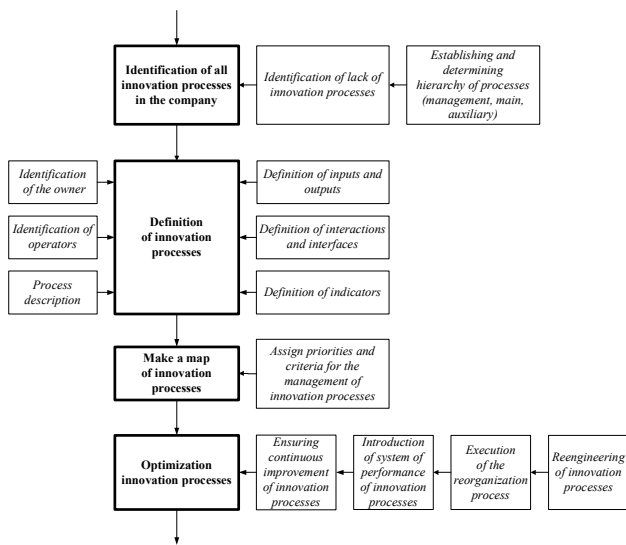 Identification of all
innovation processes
in the company
Identification of lack of
innovation processes
Establishing and
determining
hierarchy of processes
(management, main,
auxiliary)
Identification
of the owner
Identification of
operators
Process
description
Definition
of innovation
processes
Definition of inputs and
outputs
Definition of interactions
and interfaces
Definition of indicators
Make a map
of innovation
processes
Assign priorities and
criteria for the
management of
innovation processes
Optimization
innovation processes
Ensuring
continuous
improvement
of innovation
processes
Introduction
of system of
performance
of innovation
processes
Execution
of the
reorganization
process
Reengineering
of innovation
processes